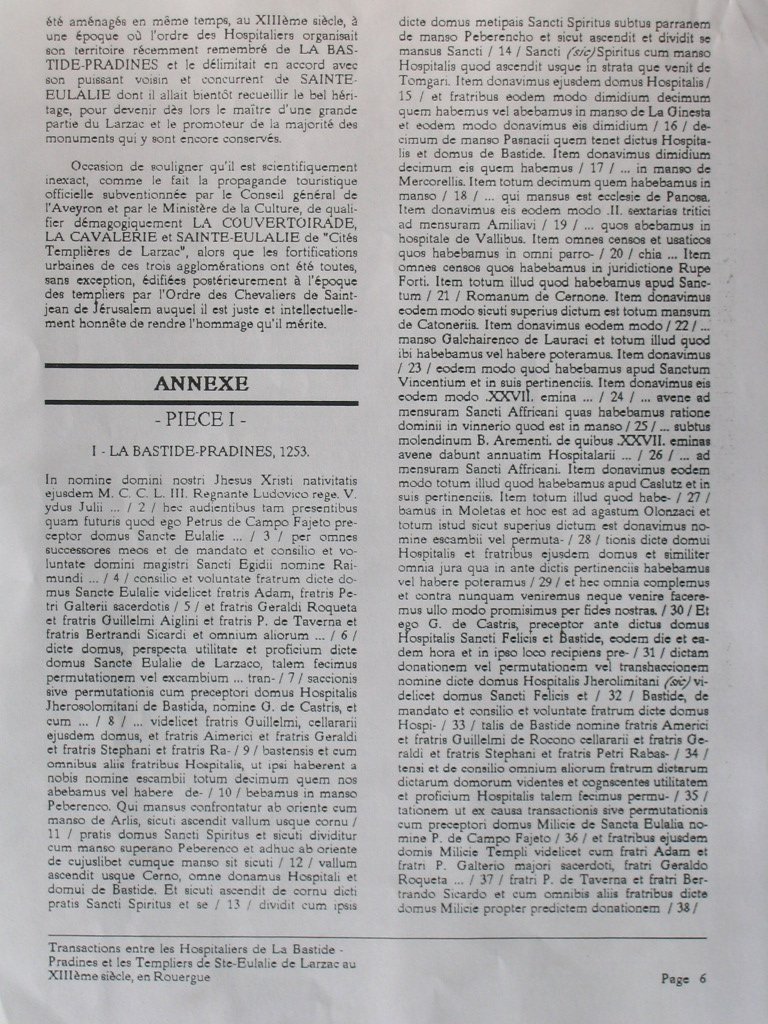 été aménagés en même temps, au XIIIème siècle, à
une époque où l'ordre des Hospitaliers organisait
son territoire récemment remembré de LA BAS-
TIDE-PRADINES et le délimitait en accord avec
son puissant voisin et concurrent de SAINTE-
EULALIE dont il allait bientôt recueillir le bel héri-
tage, pour devenir dès lors le maître d'une grande
partie du Larzac et le promoteur de la majorité des
monuments qui y sont encore conservés.
Occasion de souligner qu'il est scientifiquement
inexact, comme le fait la propagande touristique
officielle subventionnée par le Conseil général de
l'Aveyron et par le Ministère de la Culture, de quali-
fier démagogiquement LA COUVERTOIRADE,
LA CAVALERIE et SAINTE-EULALIE de "Cités
Templières de Larzac", alors que les fortifications
urbaines de ces trois agglomérations ont été toutes,
sans exception, édifiées postérieurement à l'époque
des templiers par l'Ordre des Chevaliers de Saint-
jean de Jérusalem auquel il est juste et intellectuelle-
ment honnête de rendre l'hommage qu'il mérite.
ANNEXE
- PIECE I -
I - LA BASTIDE-PRADINES, 1253.
In nomine domini nostri Jhesus Xristi nativitatis
ejusdem M. C. C. L. III. Regnante Ludovico rege. V.
ydus Julii ... / 2 / hec audientibus tam presentibus
quam futuris quod ego Petrus de Campo Fajeto pre-
ceptor domus Sancte Eulalie ... / 3 / per omnes
successores meos et de mandato et consilio et vo-
luntate domini magistri Sancti Egidii nomine Rai-
mundi ... / 4 / consilio et voluntate fratrum dicte do-
mus Sancte Eulalie videlicet fratris Adam, fratris Pe-
tri Galterii sacerdotis / 5 / et fratris Geraldi Roqueta
et fratris Guillelmi Aiglini et fratris P. de Taverna et
fratris Bertrandi Sicardi et omnium aliorum ... / 6 /
dicte domus, perspecta utilitate et proficium dicte
domus Sancte Eulalie de Larzaco, talem fecimus
permutationem vel excambium ... tran- / 7 / saccionis
sive permutationis cum preceptori domus Hospitalis
Jherosolomitani de Bastida, nomine G. de Castris, et
cum ... / 8 / ... videlicet fratris Guillelmi, cellararii
ejusdem domus, et fratris Aimerici et fratris Geraldi
et fratris Stephani et fratris Ra- / 9 / bastensis et cum
omnibus aliis fratribus Hospitalis, ut ipsi haberent a
nobis nomine escambii totum decimum quem nos
abebamus vel habere de- / 10 / bebamus in manso
Peberenco. Qui mansus confrontatur ab oriente cum
manso de Arlis, sicuti ascendit vallum usque cornu /
11 / pratis domus Sancti Spiritus et sicuti dividitur
cum manso superano Peberenco et adhuc ab oriente
de cujuslibet cumque manso sit sicuti / 12 / vallum
ascendit usque Cerno, omne donamus Hospitali et
domui de Bastide. Et sicuti ascendit de cornu dicti
pratis Sancti Spiritus et se / 13 / dividit cum ipsis
dicte domus metipais Sancti Spiritus subtus parranem
de manso Peberencho et sicut ascendit et dividit se
mansus Sancti / 14 / Sancti (sic) Spiritus cum manso
Hospitalis quod ascendit usque in strata que venit de
Tomgari. Item donavimus ejusdem domus Hospitalis /
15 / et fratribus eodem modo dimidium decimum
quem habemus vel abebamus in manso de La Ginesta
et eodem modo donavimus eis dimidium / 16 / de-
cimum de manso Pasnacii quem tenet dictus Hospita-
lis et domus de Bastide. Item donavimus dimidium
decimum eis quem habemus / 17 / ... in manso de
Mercorellis. Item totum decimum quem habebamus in
manso / 18 / ... qui mansus est ecclesie de Panosa.
Item donavimus eis eodem modo .II. sextarias tritici
ad mensuram Amiliavi / 19 / ... quos abebamus in
hospitale de Vallibus. Item omnes censos et usaticos
quos habebamus in omni parro- / 20 / chia ... Item
omnes censos quos habebamus in juridictione Rupe
Forti. Item totum illud quod habebamus apud Sanc-
tum / 21 / Romanum de Cernone. Item donavimus
eodem modo sicuti superius dictum est totum mansum
de Catoneriis. Item donavimus eodem modo / 22 / ...
manso Galchairenco de Lauraci et totum illud quod
ibi habebamus vel habere poteramus. Item donavimus
/ 23 / eodem modo quod habebamus apud Sanctum
Vincentium et in suis pertinenciis. Item donavimus eis
eodem modo .XXVII. emina ... / 24 / ... avene ad
mensuram Sancti Affricani quas habebamus ratione
dominii in vinnerio quod est in manso / 25 / ... subtus
molendinum B. Arementi. de quibus .XXVII. eminas
avene dabunt annuatim Hospitalarii ... / 26 / ... ad
mensuram Sancti Affricani. Item donavimus eodem
modo totum illud quod habebamus apud Caslutz et in
suis pertinenciis. Item totum illud quod habe- / 27 /
bamus in Moletas et hoc est ad agastum Olonzaci et
totum istud sicut superius dictum est donavimus no-
mine escambii vel permuta- / 28 / tionis dicte domui
Hospitalis et fratribus ejusdem domus et similiter
omnia jura qua in ante dictis pertinenciis habebamus
vel habere poteramus / 29 / et hec omnia complemus
et contra nunquam veniremus neque venire facere-
mus ullo modo promisimus per fides nostras. / 30 / Et
ego G. de Castris, preceptor ante dictus domus
Hospitalis Sancti Felicis et Bastide, eodem die et ea-
dem hora et in ipso loco recipiens pre- / 31 / dictam
donationem vel permutationem vel transhaccionem
nomine dicte domus Hospitalis Jherolimitani (sic) vi-
delicet domus Sancti Felicis et / 32 / Bastide, de
mandato et consilio et voluntate fratrum dicte domus
Hospi- / 33 / talis de Bastide nomine fratris Americi
et fratris Guillelmi de Rocono cellararii et fratris Ge-
raldi et fratris Stephani et fratris Petri Rabas- / 34 /
tensi et de consilio omnium aliorum fratrum dictarum
dictarum domorum videntes et cognscentes utilitatem
et proficium Hospitalis talem fecimus permu- / 35 /
tationem ut ex causa transactionis sive permutationis
cum preceptori domus Milicie de Sancta Eulalia no-
mine P. de Campo Fajeto / 36 / et fratribus ejusdem
domis Milicie Templi videlicet cum fratri Adam et
fratri P. Galterio majori sacerdoti, fratri Geraldo
Roqueta ... / 37 / fratri P. de Taverna et fratri Ber-
trando Sicardo et cum omnibis aliis fratribus dicte
domus Milicie propter predictem donationem / 38 /
Transactions entre les Hospitaliers de La Bastide -
Pradines et les Templiers de Ste-Eulalie de Larzac au
XIIIème siècle, en Rouergue
Page 6